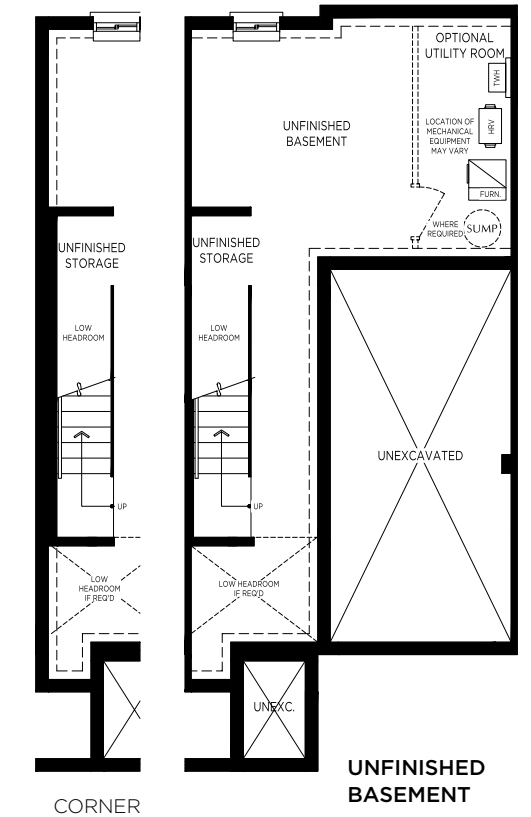 OPTIONAL
UTILITY ROOM
TWH
UNFINISHED
BASEMENT
LOCATION OF
MECHANICAL
EQUIPMENT
MAY VARY
HRV
FURN.
WHERE
REQUIRED
SUMP
UNFINISHED
STORAGE
UNFINISHED
STORAGE
LOW
HEADROOM
LOW
HEADROOM
UNEXCAVATED
UP
UP
LOW
HEADROOM
IF REQ'D
LOW HEADROOM
IF REQ'D
UNEXC.
UNFINISHED
BASEMENT
CORNER